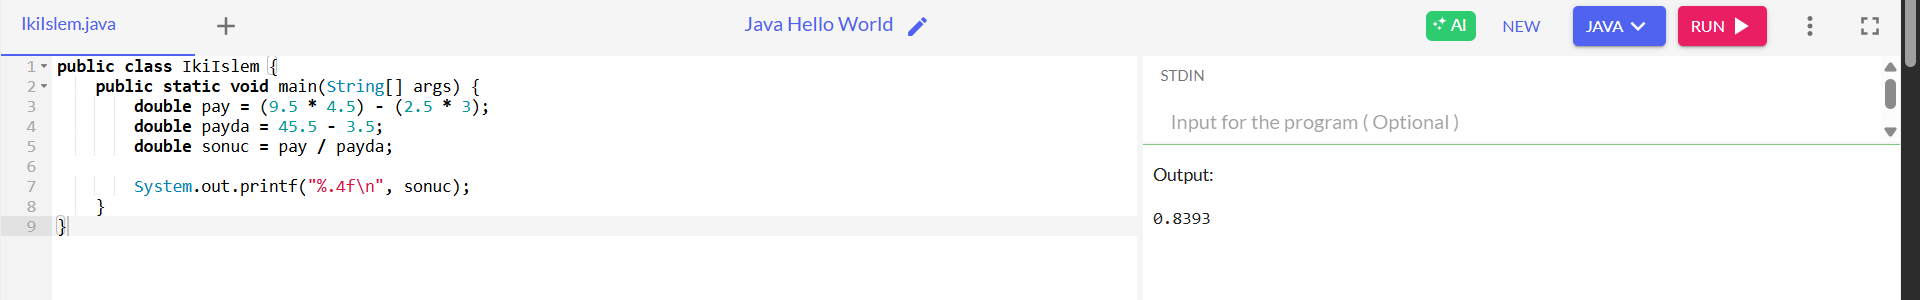 IkiIslem.java
+
Java Hello World
AI
NEW
JAVA
RUN
1 public class IkiIslem {
2     public static void main(String[] args) {
3         double pay = (9.5 * 4.5) - (2.5 * 3);
4         double payda = 45.5 - 3.5;
5         double sonuc = pay / payda;
6
7         System.out.printf("%.4f\n", sonuc);
8     }
9 }
STDIN
Input for the program ( Optional )
Output:
0.8393